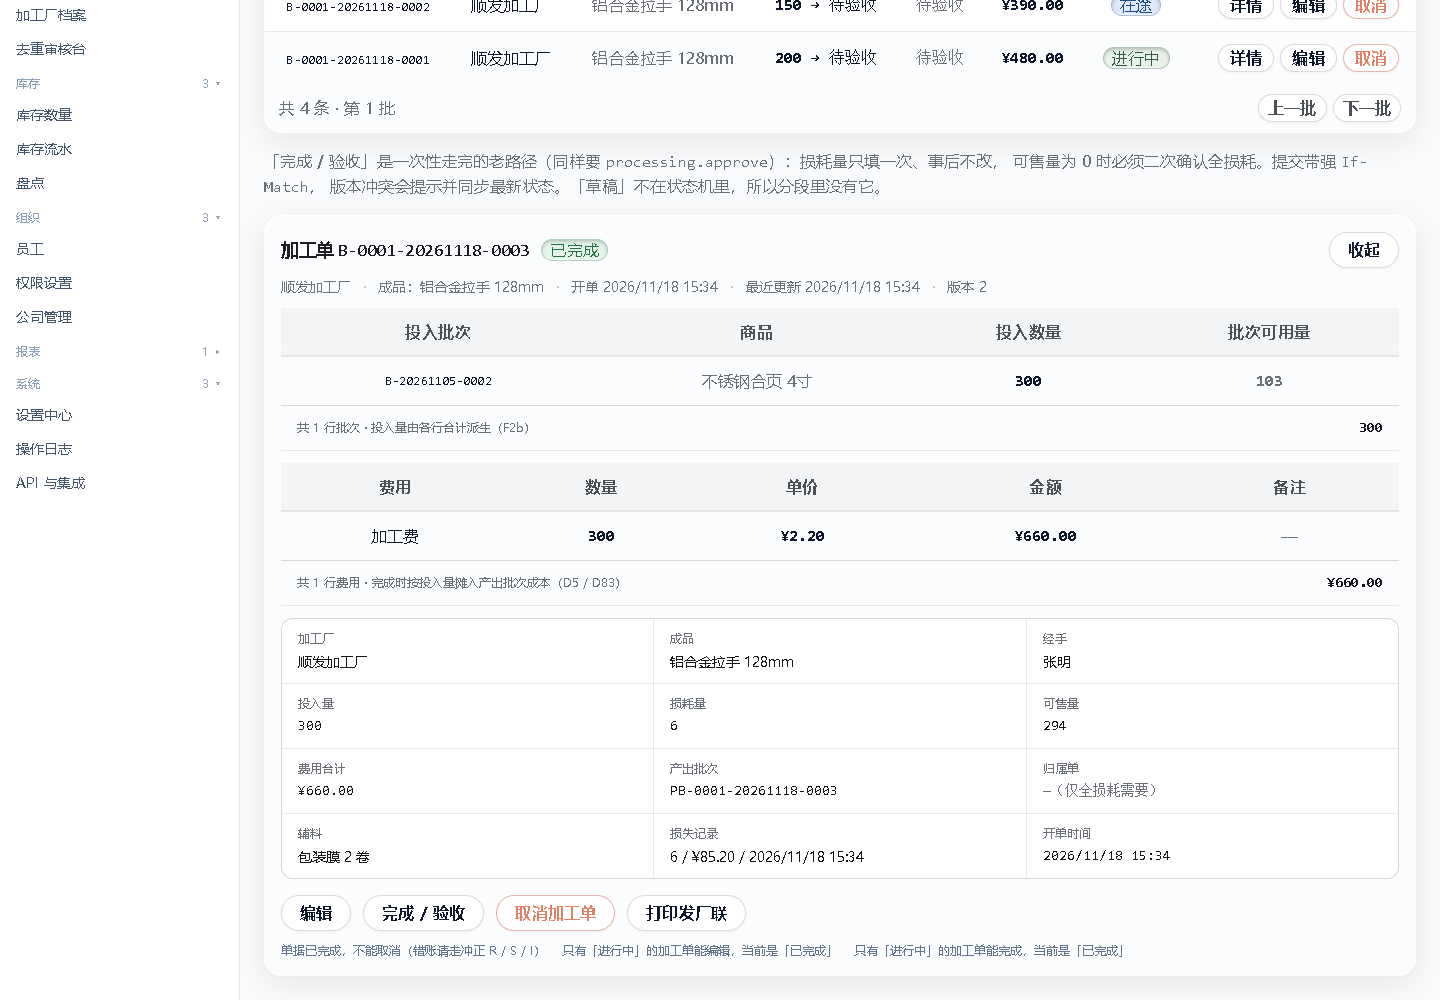 加工厂档案
去重审核台
库存 3
库存数量
库存流水
盘点
组织 3
员工
权限设置
公司管理
报表 1
系统 3
设置中心
操作日志
API 与集成
B-0001-20261118-0002 顺发加工厂 铝合金拉手 128mm 150 → 待验收 待验收 ¥390.00 在途 详情 编辑 取消
B-0001-20261118-0001 顺发加工厂 铝合金拉手 128mm 200 → 待验收 待验收 ¥480.00 进行中 详情 编辑 取消
共 4 条 · 第 1 批 上一批 下一批
「完成 / 验收」是一次性走完的老路径（同样要 processing.approve）：损耗量只填一次、事后不改， 可售量为 0 时必须二次确认全损耗。提交带强 If-
Match， 版本冲突会提示并同步最新状态。「草稿」不在状态机里，所以分段里没有它。
加工单 B-0001-20261118-0003 已完成 收起
顺发加工厂 · 成品：铝合金拉手 128mm · 开单 2026/11/18 15:34 · 最近更新 2026/11/18 15:34 · 版本 2
投入批次 商品 投入数量 批次可用量
B-20261105-0002 不锈钢合页 4寸 300 103
共 1 行批次 · 投入量由各行合计派生（F2b） 300
费用 数量 单价 金额 备注
加工费 300 ¥2.20 ¥660.00 —
共 1 行费用 · 完成时按投入量摊入产出批次成本（D5 / D83） ¥660.00
加工厂 成品 经手
顺发加工厂 铝合金拉手 128mm 张明
投入量 损耗量 可售量
300 6 294
费用合计 产出批次 归属单
¥660.00 PB-0001-20261118-0003 —（仅全损耗需要）
辅料 损失记录 开单时间
包装膜 2 卷 6 / ¥85.20 / 2026/11/18 15:34 2026/11/18 15:34
编辑 完成 / 验收 取消加工单 打印发厂联
单据已完成，不能取消（错账请走冲正 R / S / I） 只有「进行中」的加工单能编辑，当前是「已完成」 只有「进行中」的加工单能完成，当前是「已完成」